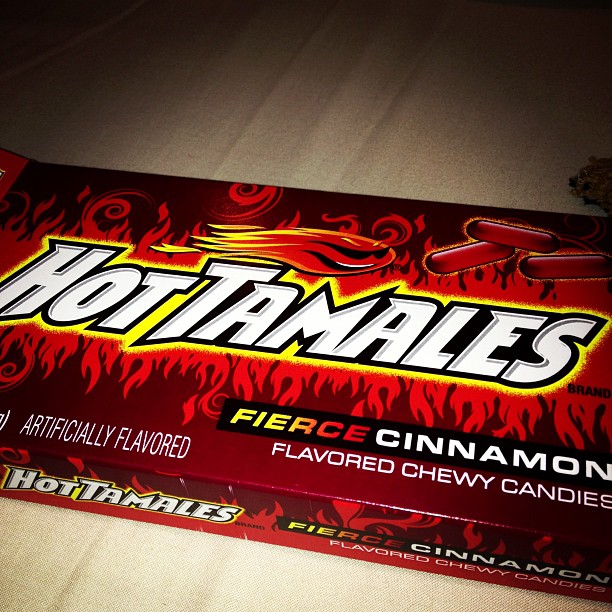 HOT TAMALES
BRAND
ARTIFICIALLY FLAVORED
FIERCE CINNAMON
FLAVORED CHEWY CANDIES
HOT TAMALES
BRAND
FIERCE CINNAMON
FLAVORED CHEWY CANDIES